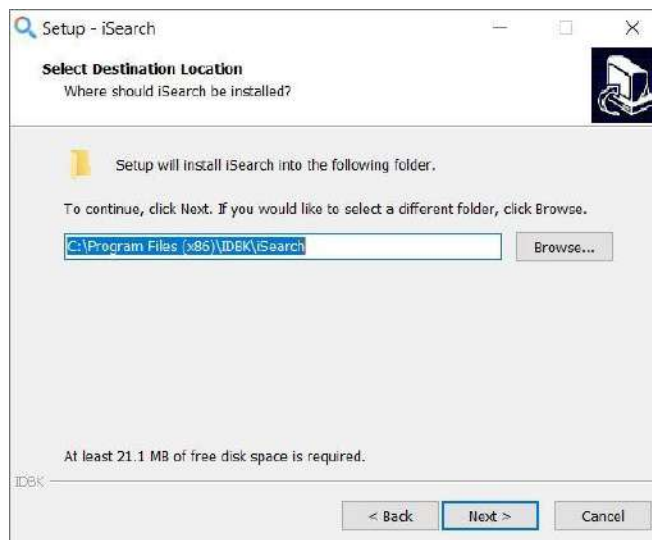 Setup - iSearch
Select Destination Location
Where should iSearch be installed?
Setup will install iSearch into the following folder.
To continue, click Next. If you would like to select a different folder, click Browse.
C:\Program Files (x86)\IDBK\iSearch
Browse...
At least 21.1 MB of free disk space is required.
IDBK
< Back
Next >
Cancel